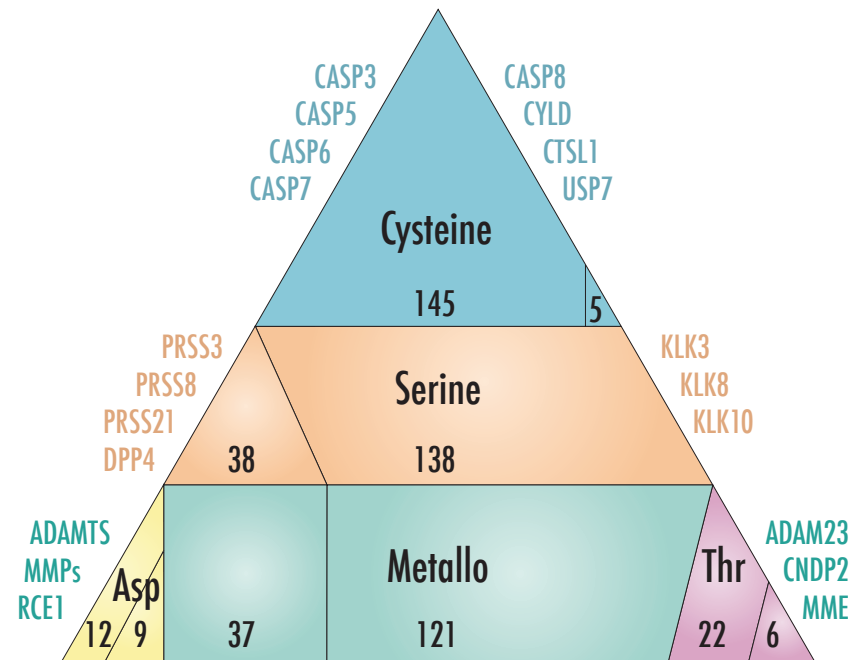 CASP3
CASP5
CASP6
CASP7
CASP8
CYLD
CTSL1
USP7
Cysteine
145
5
PRSS3
PRSS8
PRSS21
DPP4
Serine
38
138
KLK3
KLK8
KLK10
ADAMTS
MMPs
RCE1
Asp
12
9
Metallo
37
121
Thr
22
6
ADAM23
CNDP2
MME